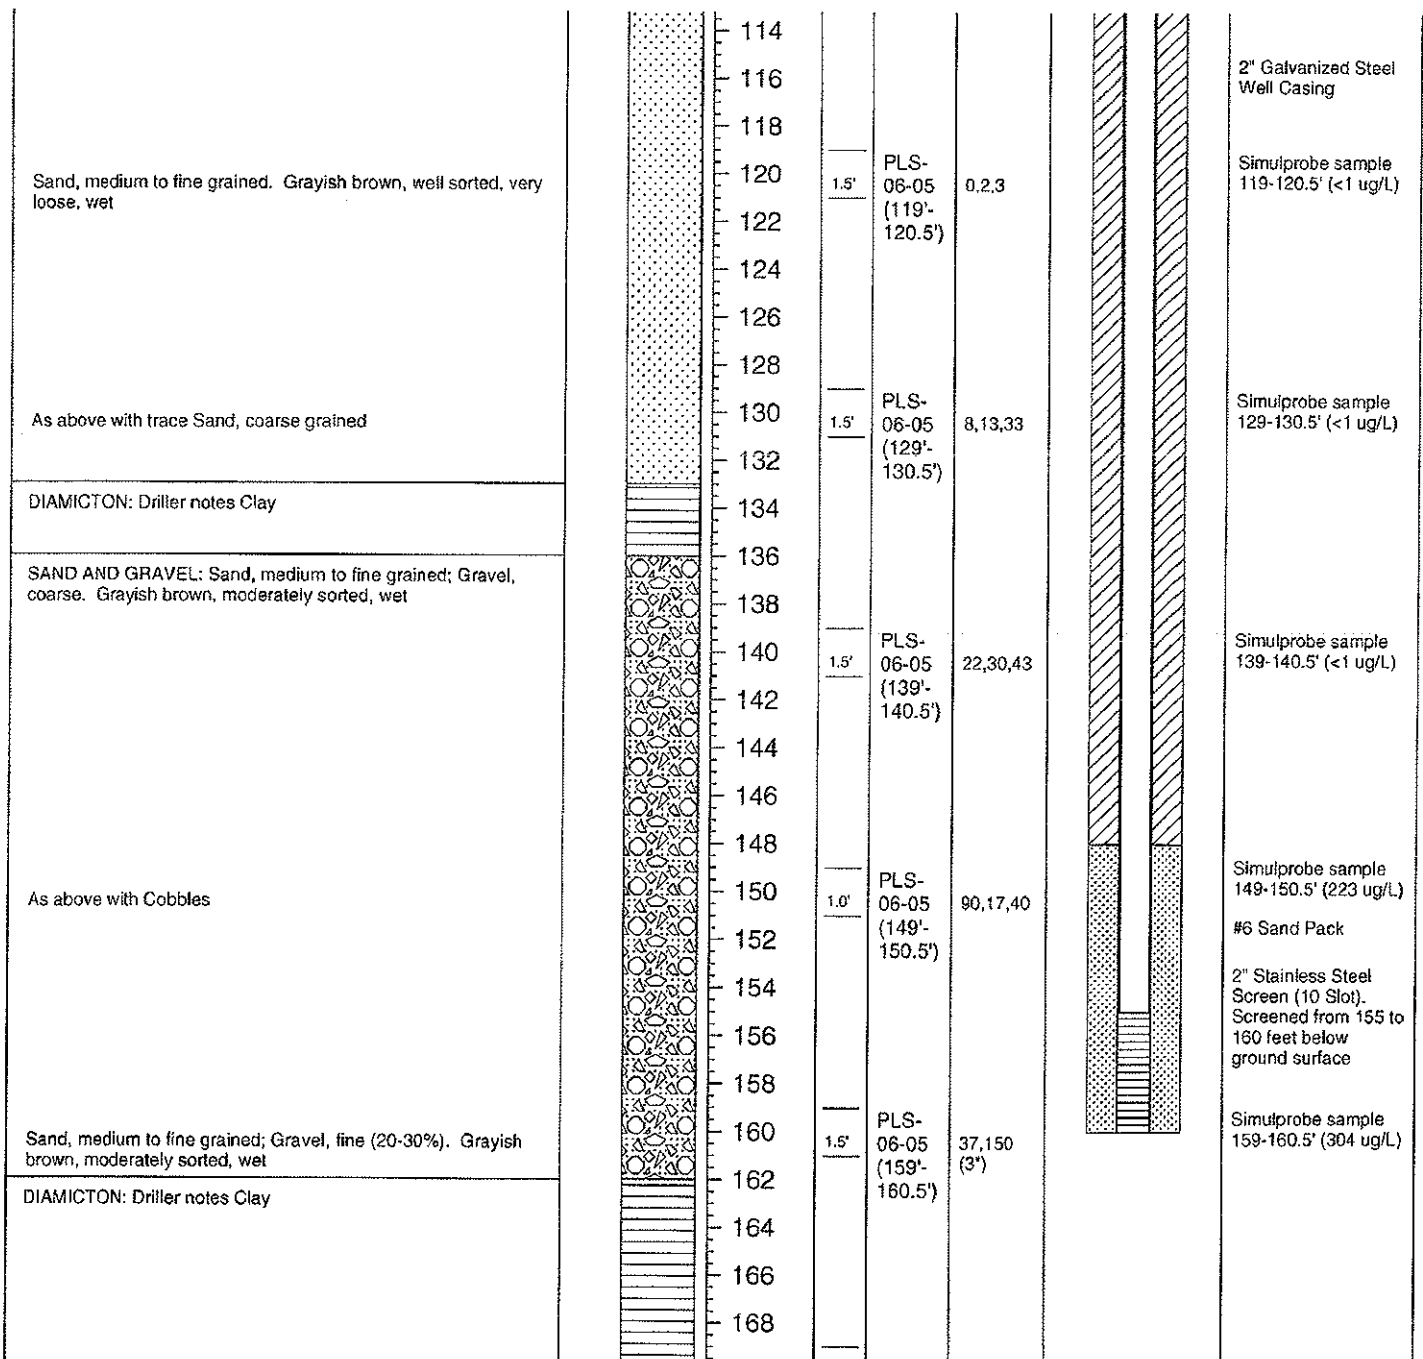 114
116
2" Galvanized Steel
Well Casing
118
Sand, medium to fine grained. Grayish brown, well sorted, very
loose, wet
120
1.5'
PLS-
06-05
(119'-
120.5')
0,2,3
Simulprobe sample
119-120.5' (<1 ug/L)
122
124
126
128
As above with trace Sand, coarse grained
130
1.5'
PLS-
06-05
(129'-
130.5')
8,13,33
Simulprobe sample
129-130.5' (<1 ug/L)
132
DIAMICTON: Driller notes Clay
134
136
SAND AND GRAVEL: Sand, medium to fine grained; Gravel,
coarse. Grayish brown, moderately sorted, wet
138
140
1.5'
PLS-
06-05
(139'-
140.5')
22,30,43
Simulprobe sample
139-140.5' (<1 ug/L)
142
144
146
148
As above with Cobbles
150
1.0'
PLS-
06-05
(149'-
150.5')
90,17,40
Simulprobe sample
149-150.5' (223 ug/L)
#6 Sand Pack
152
154
2" Stainless Steel
Screen (10 Slot).
Screened from 155 to
160 feet below
ground surface
156
158
Sand, medium to fine grained; Gravel, fine (20-30%). Grayish
brown, moderately sorted, wet
160
1.5'
PLS-
06-05
(159'-
160.5')
37,150
(3")
Simulprobe sample
159-160.5' (304 ug/L)
162
DIAMICTON: Driller notes Clay
164
166
168